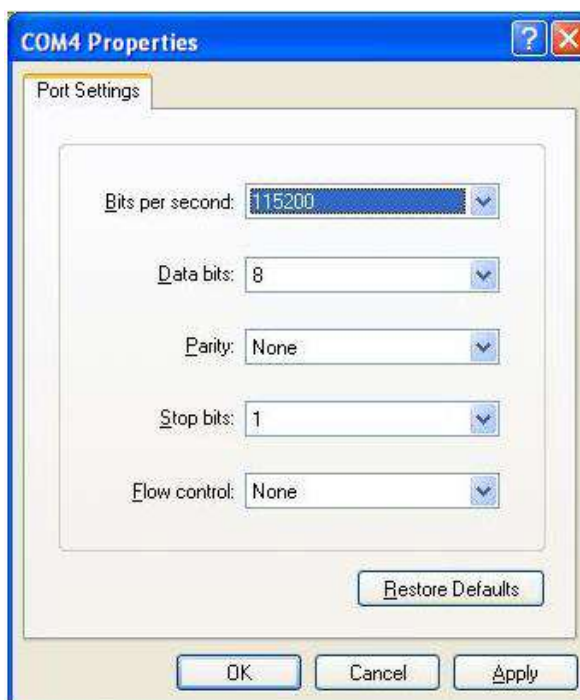 COM4 Properties
Port Settings
Bits per second: 115200
Data bits: 8
Parity: None
Stop bits: 1
Flow control: None
Restore Defaults
OK Cancel Apply